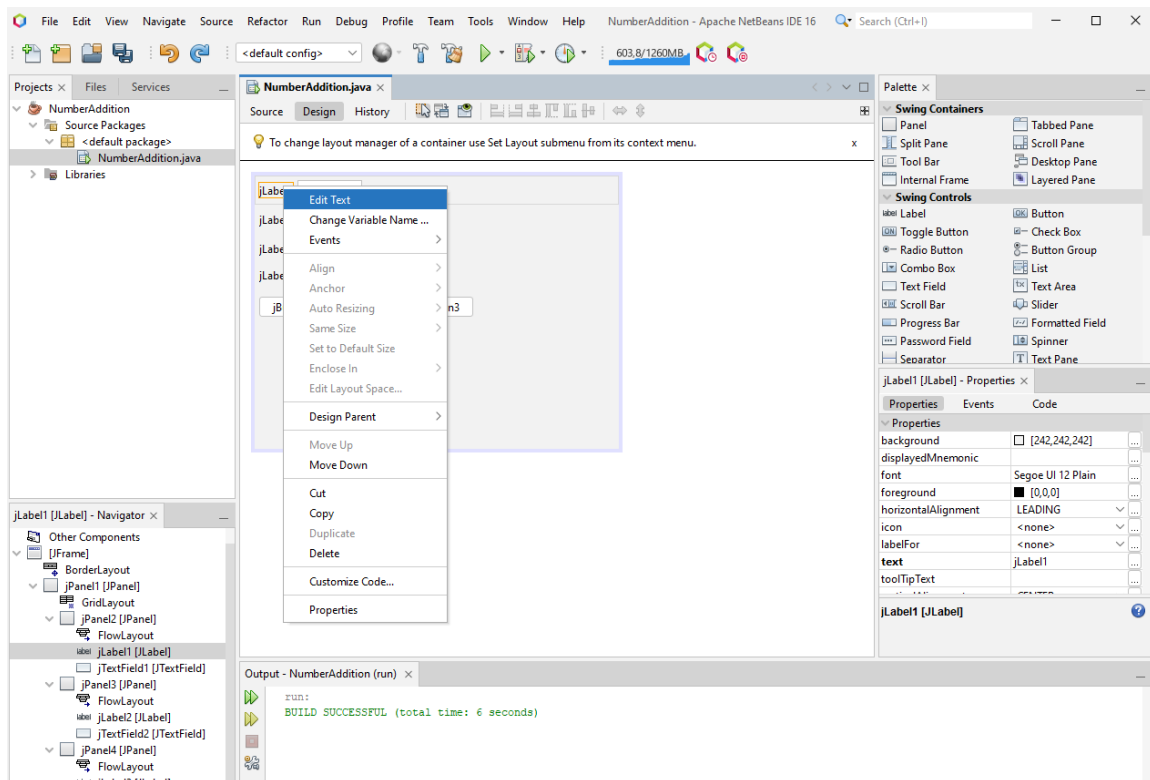 File Edit View Navigate Source Refactor Run Debug Profile Team Tools Window Help NumberAddition - Apache NetBeans IDE 16 Search (Ctrl+I)
<default config> 603,8/1260MB
Projects Files Services
NumberAddition
Source Packages
<default package>
NumberAddition.java
Libraries
NumberAddition.java
Source Design History
To change layout manager of a container use Set Layout submenu from its context menu. x
jLabe
jLabe
jLabe
jLabe
jB n3
Edit Text
Change Variable Name ...
Events
Align
Anchor
Auto Resizing
Same Size
Set to Default Size
Enclose In
Edit Layout Space...
Design Parent
Move Up
Move Down
Cut
Copy
Duplicate
Delete
Customize Code...
Properties
Palette
Swing Containers
Panel Tabbed Pane
Split Pane Scroll Pane
Tool Bar Desktop Pane
Internal Frame Layered Pane
Swing Controls
label Label OK Button
ON Toggle Button Check Box
Radio Button Button Group
Combo Box List
Text Field tx Text Area
Scroll Bar Slider
Progress Bar Formatted Field
Password Field Spinner
Separator T Text Pane
jLabel1 [JLabel] - Properties
Properties Events Code
Properties
background [242,242,242] ...
displayedMnemonic ...
font Segoe UI 12 Plain ...
foreground [0,0,0] ...
horizontalAlignment LEADING ...
icon <none> ...
labelFor <none> ...
text jLabel1 ...
toolTipText ...
jLabel1 [JLabel]
jLabel1 [JLabel] - Navigator
Other Components
[JFrame]
BorderLayout
jPanel1 [JPanel]
GridLayout
jPanel2 [JPanel]
FlowLayout
label jLabel1 [JLabel]
jTextField1 [JTextField]
jPanel3 [JPanel]
FlowLayout
label jLabel2 [JLabel]
jTextField2 [JTextField]
jPanel4 [JPanel]
FlowLayout
Output - NumberAddition (run)
run:
BUILD SUCCESSFUL (total time: 6 seconds)